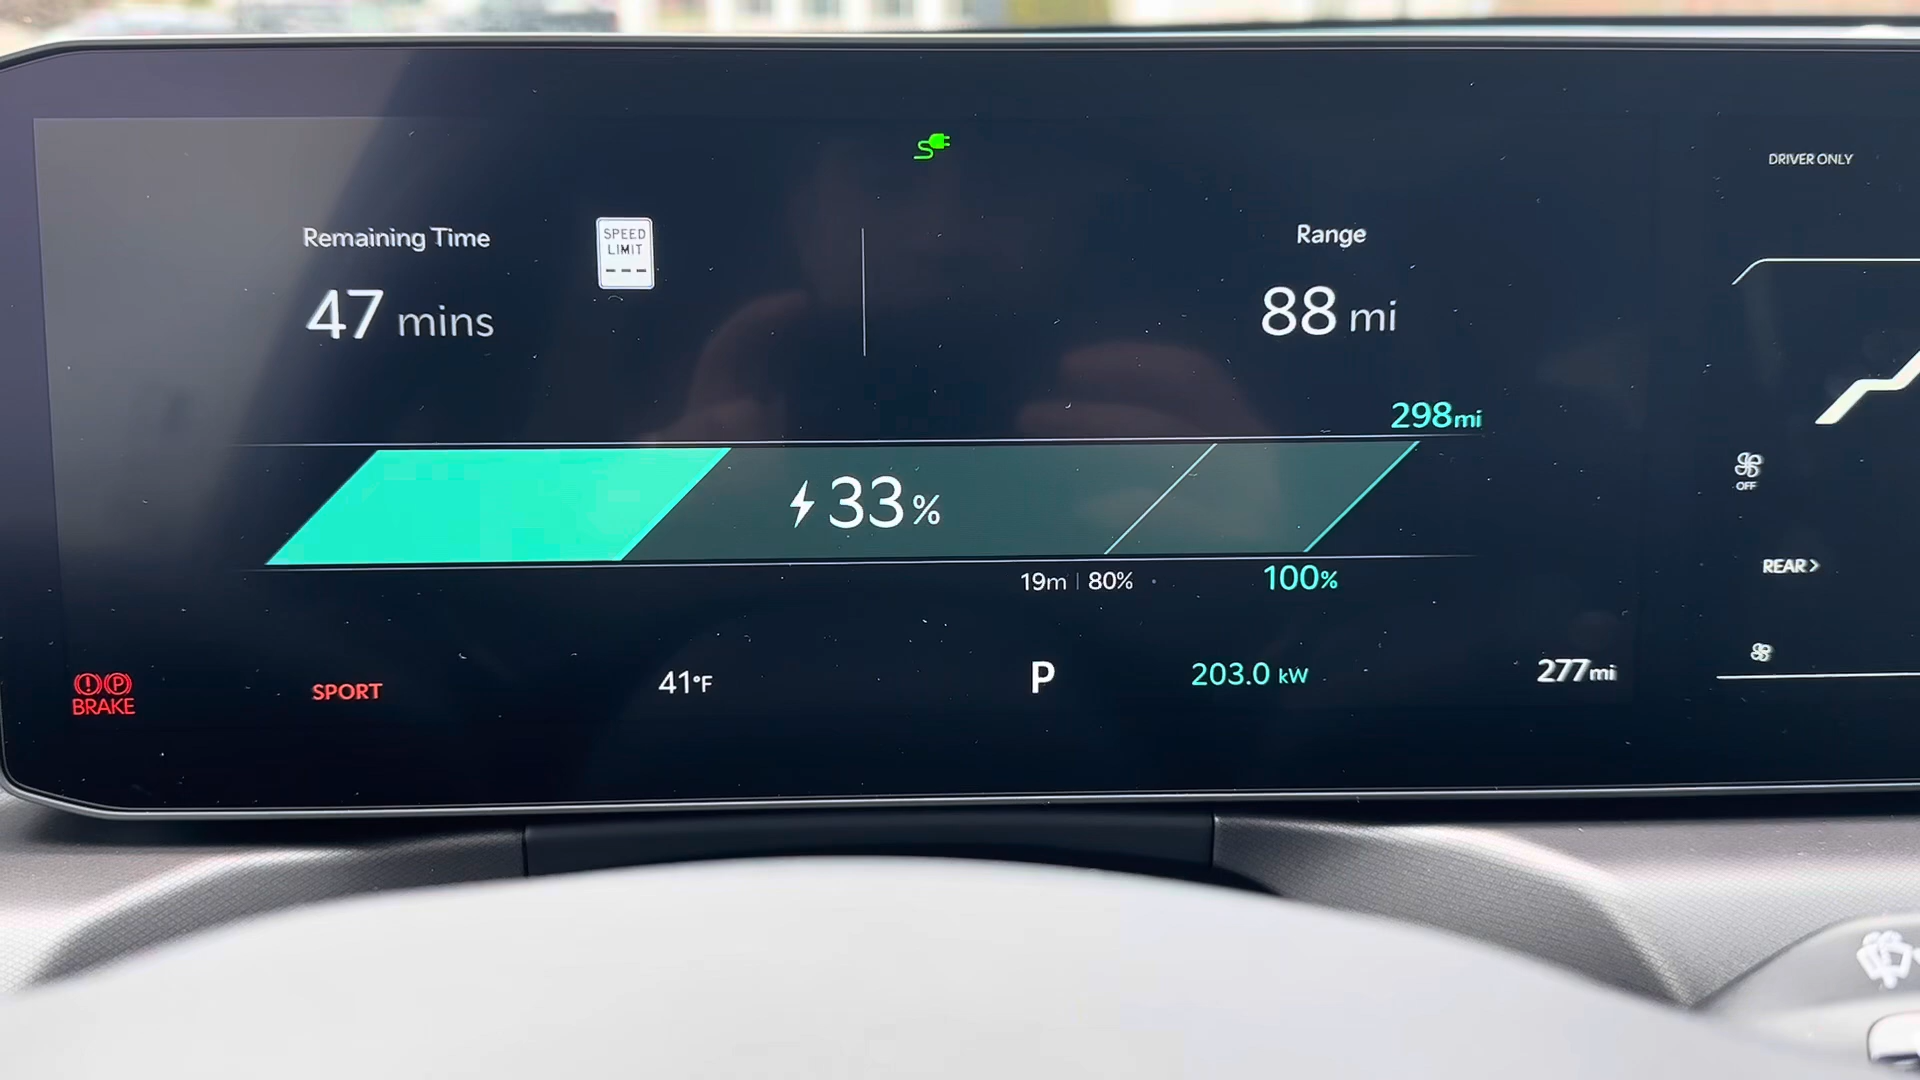 DRIVER ONLY
Remaining Time
SPEED
LIMIT
---
Range
47 mins
88 mi
298mi
33%
OFF
REAR >
19m | 80%
100%
BRAKE
SPORT
41°F
P
203.0 kW
277mi